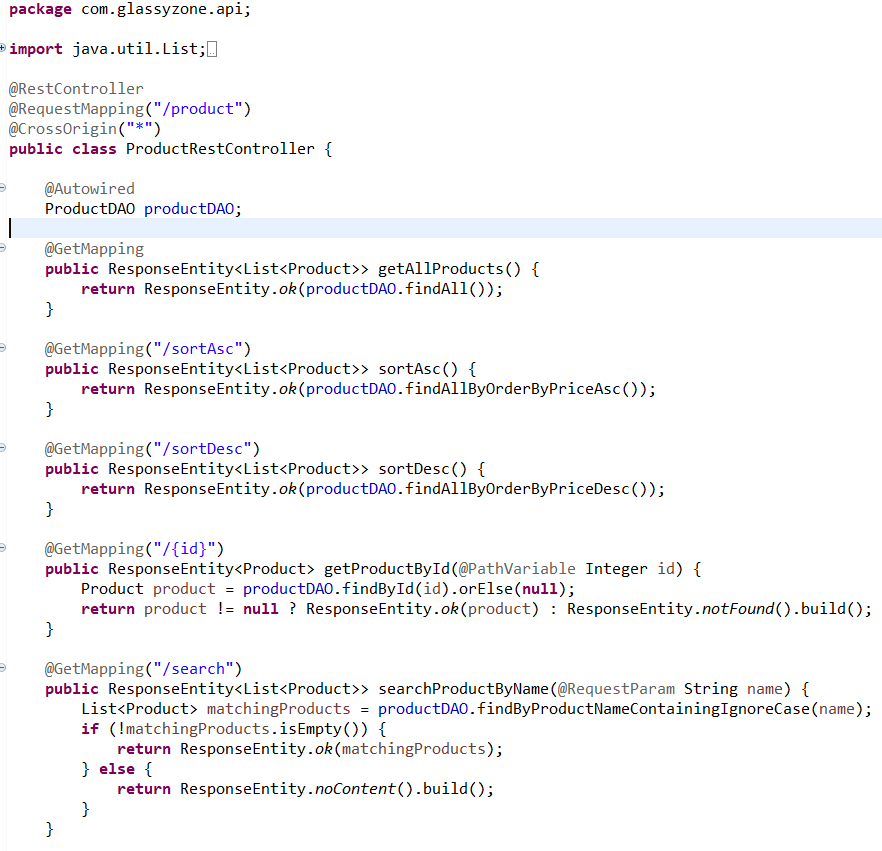 package com.glassyzone.api;
import java.util.List;
@RestController
@RequestMapping("/product")
@CrossOrigin("*")
public class ProductRestController {
@Autowired
ProductDAO productDAO;
@GetMapping
public ResponseEntity<List<Product>> getAllProducts() {
return ResponseEntity.ok(productDAO.findAll());
}
@GetMapping("/sortAsc")
public ResponseEntity<List<Product>> sortAsc() {
return ResponseEntity.ok(productDAO.findAllByOrderByPriceAsc());
}
@GetMapping("/sortDesc")
public ResponseEntity<List<Product>> sortDesc() {
return ResponseEntity.ok(productDAO.findAllByOrderByPriceDesc());
}
@GetMapping("/{id}")
public ResponseEntity<Product> getProductById(@PathVariable Integer id) {
Product product = productDAO.findById(id).orElse(null);
return product != null ? ResponseEntity.ok(product) : ResponseEntity.notFound().build();
}
@GetMapping("/search")
public ResponseEntity<List<Product>> searchProductByName(@RequestParam String name) {
List<Product> matchingProducts = productDAO.findByProductNameContainingIgnoreCase(name);
if (!matchingProducts.isEmpty()) {
return ResponseEntity.ok(matchingProducts);
} else {
return ResponseEntity.noContent().build();
}
}